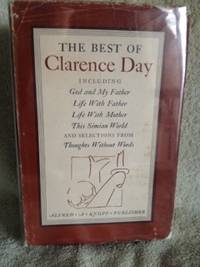 THE BEST OF
Clarence Day
INCLUDING
God and My Father
Life With Father
Life With Mother
This Simian World
AND SELECTIONS FROM
Thoughts Without Words
ALFRED · A · KNOPF · PUBLISHER